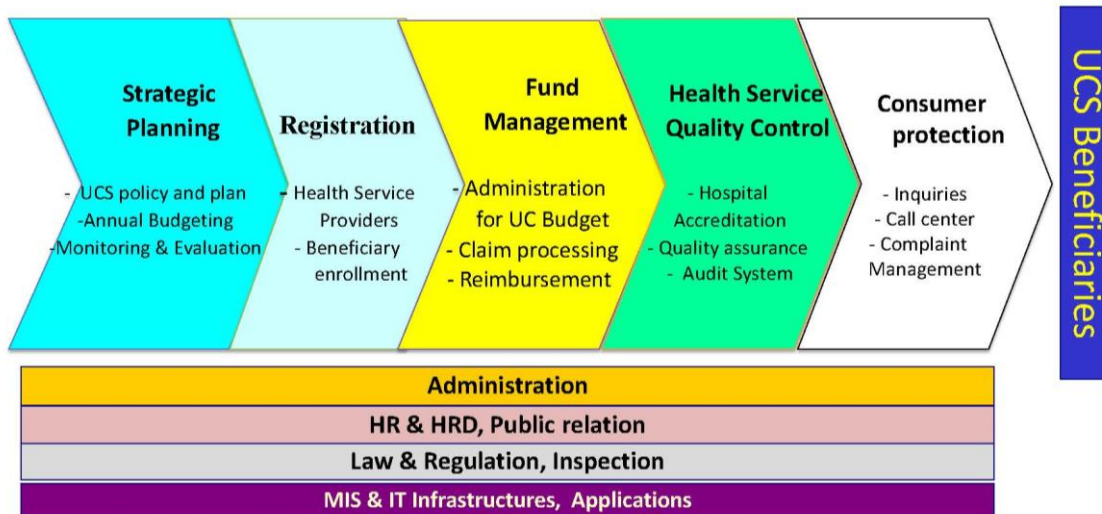 Strategic
Planning
- UCS policy and plan
-Annual Budgeting
-Monitoring & Evaluation
Registration
- Health Service
Providers
- Beneficiary
enrollment
Fund
Management
- Administration
for UC Budget
- Claim processing
- Reimbursement
Health Service
Quality Control
- Hospital
Accreditation
- Quality assurance
- Audit System
Consumer
protection
- Inquiries
- Call center
- Complaint
Management
UCS Beneficiaries
Administration
HR & HRD, Public relation
Law & Regulation, Inspection
MIS & IT Infrastructures, Applications